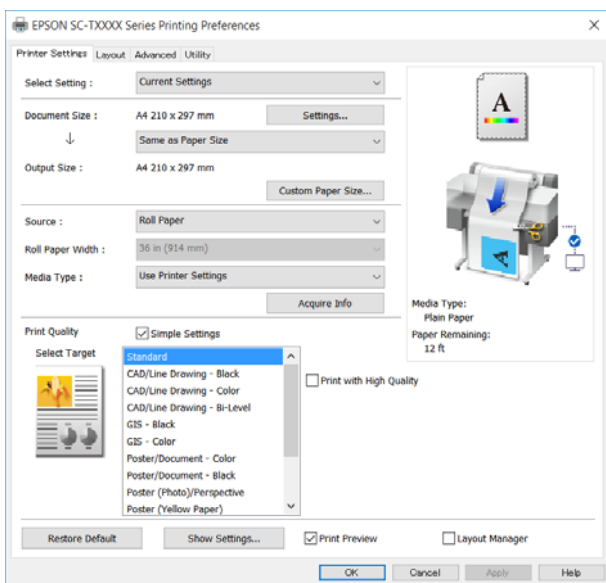 EPSON SC-TXXXX Series Printing Preferences
Printer Settings Layout Advanced Utility
Select Setting : Current Settings
Document Size : A4 210 x 297 mm Settings...
Same as Paper Size
Output Size : A4 210 x 297 mm
Custom Paper Size...
Source : Roll Paper
Roll Paper Width : 36 in (914 mm)
Media Type : Use Printer Settings
Acquire Info
A
Media Type:
Plain Paper
Paper Remaining:
12 ft
Print Quality Simple Settings
Select Target
Standard
CAD/Line Drawing - Black
CAD/Line Drawing - Color
CAD/Line Drawing - Bi-Level
GIS - Black
GIS - Color
Poster/Document - Color
Poster/Document - Black
Poster (Photo)/Perspective
Poster (Yellow Paper)
Print with High Quality
Restore Default Show Settings... Print Preview Layout Manager
OK Cancel Apply Help